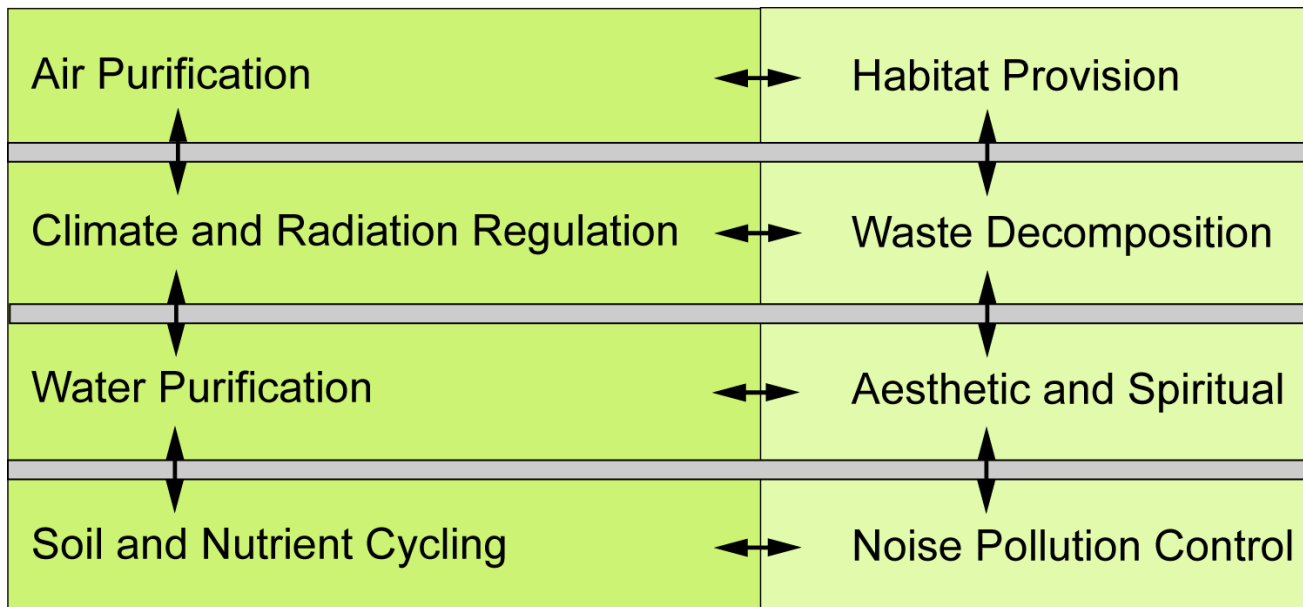 Air Purification
Habitat Provision
Climate and Radiation Regulation
Waste Decomposition
Water Purification
Aesthetic and Spiritual
Soil and Nutrient Cycling
Noise Pollution Control